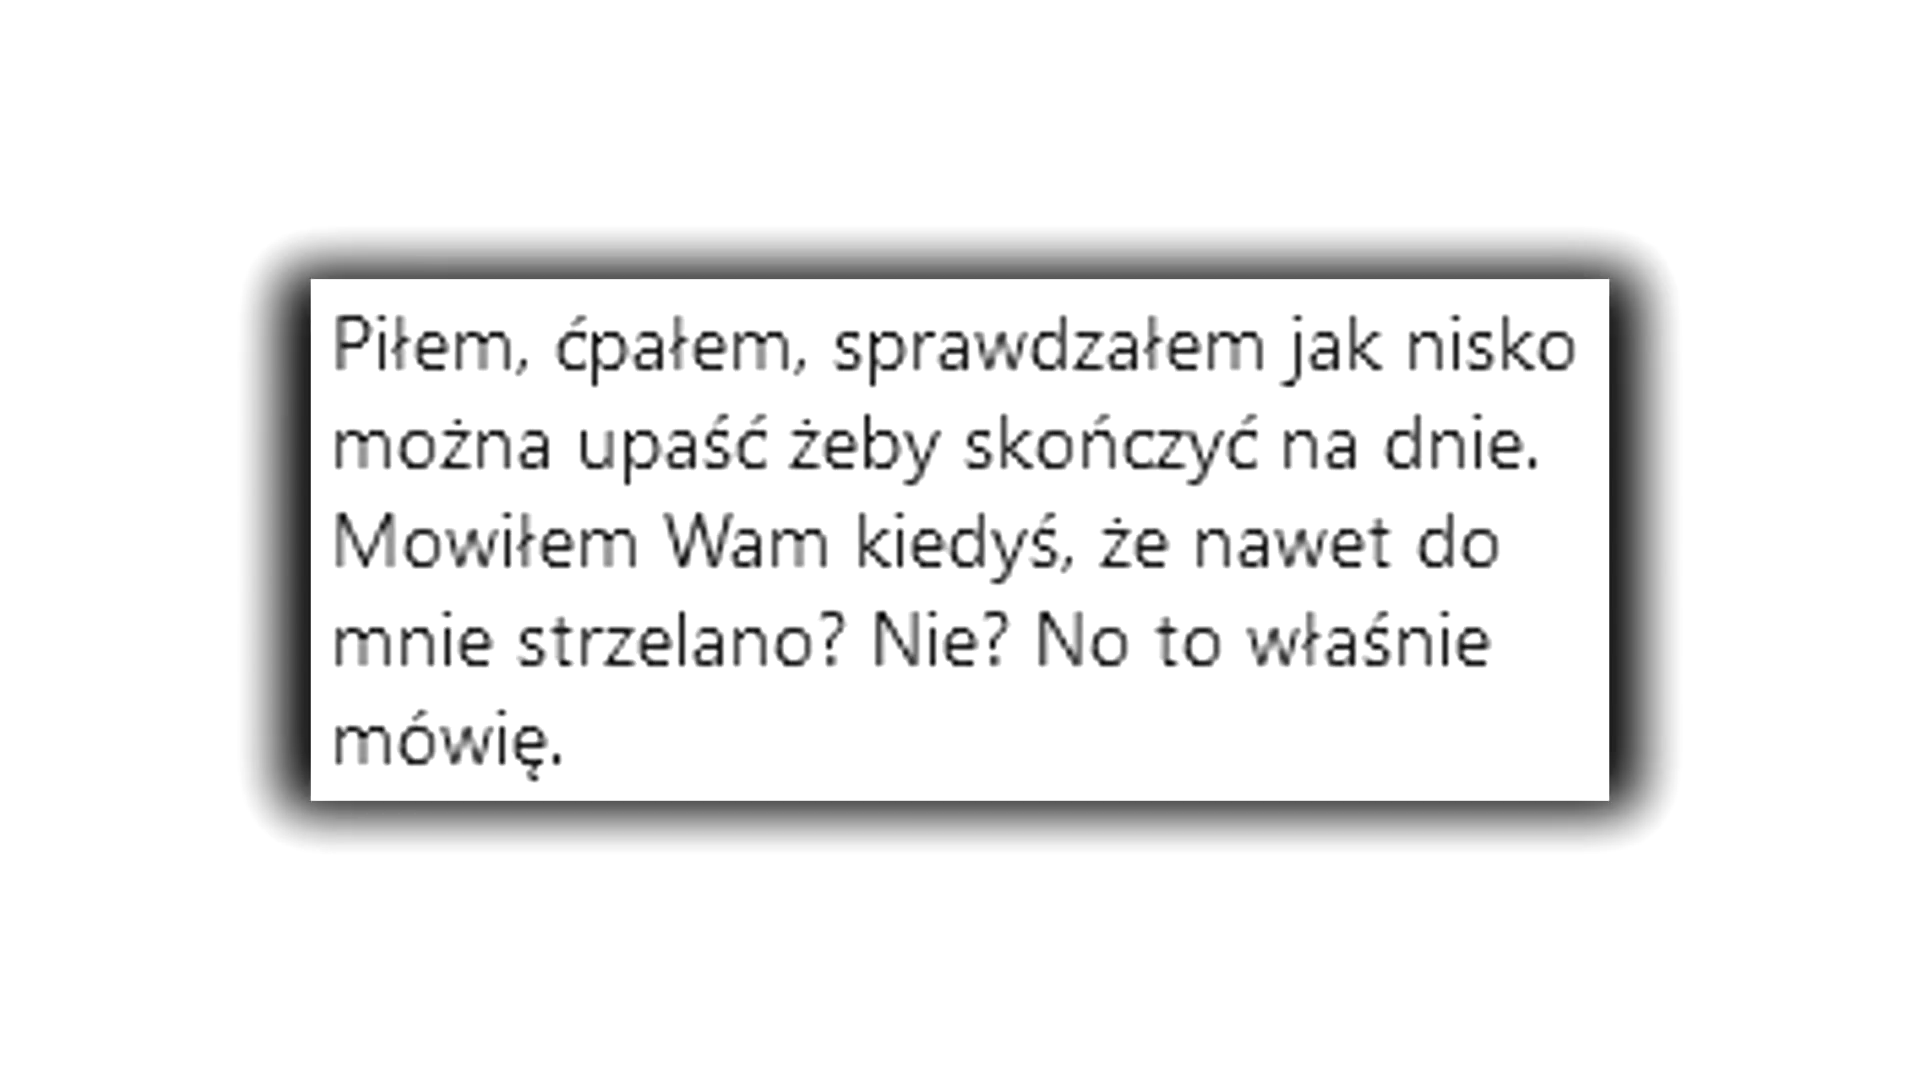 Piłem, ćpałem, sprawdzałem jak nisko
można upaść żeby skończyć na dnie.
Mowiłem Wam kiedyś, że nawet do
mnie strzelano? Nie? No to właśnie
mówię.